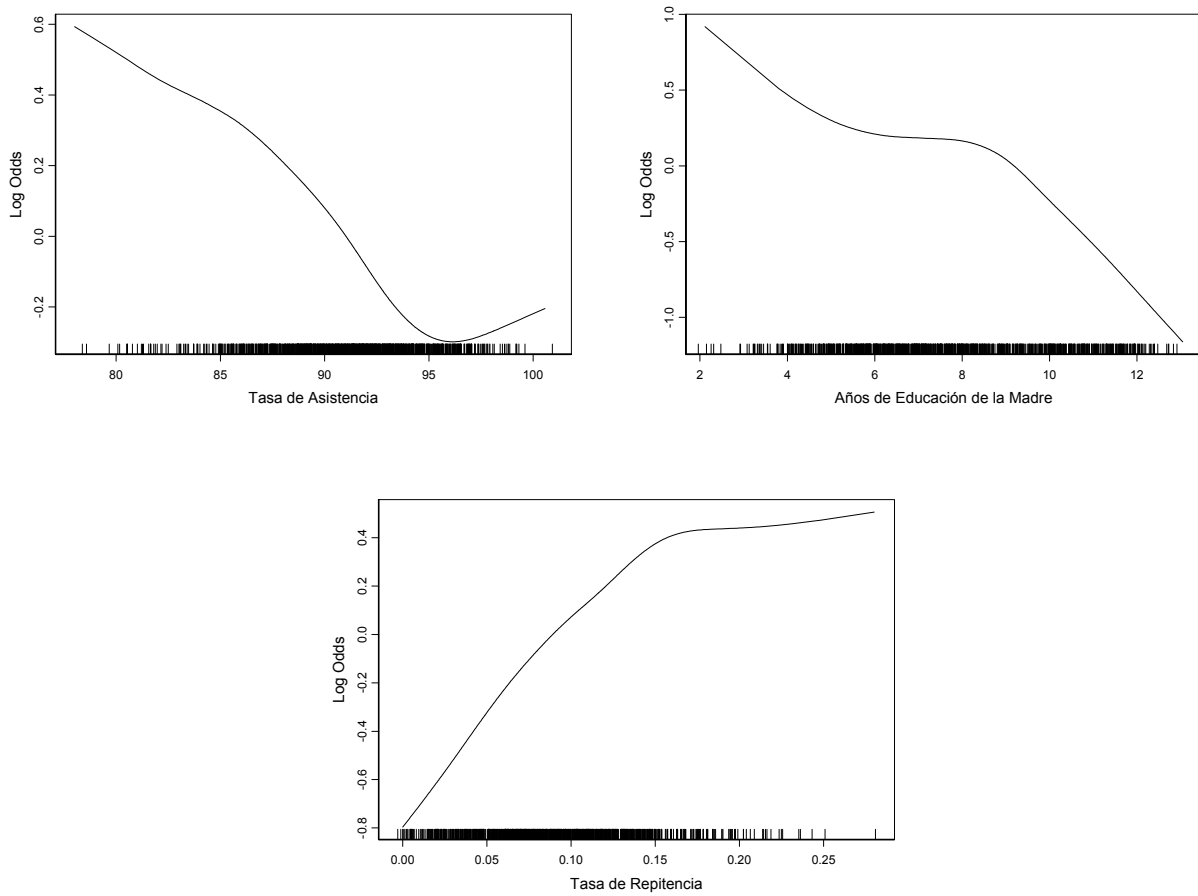 0.6
0.4
0.2
0.0
-0.2
Log Odds
80 85 90 95 100
Tasa de Asistencia
1.0
0.5
0.0
-0.5
-1.0
Log Odds
2 4 6 8 10 12
Años de Educación de la Madre
0.4
0.2
0.0
-0.2
-0.4
-0.6
-0.8
Log Odds
0.00 0.05 0.10 0.15 0.20 0.25
Tasa de Repitencia